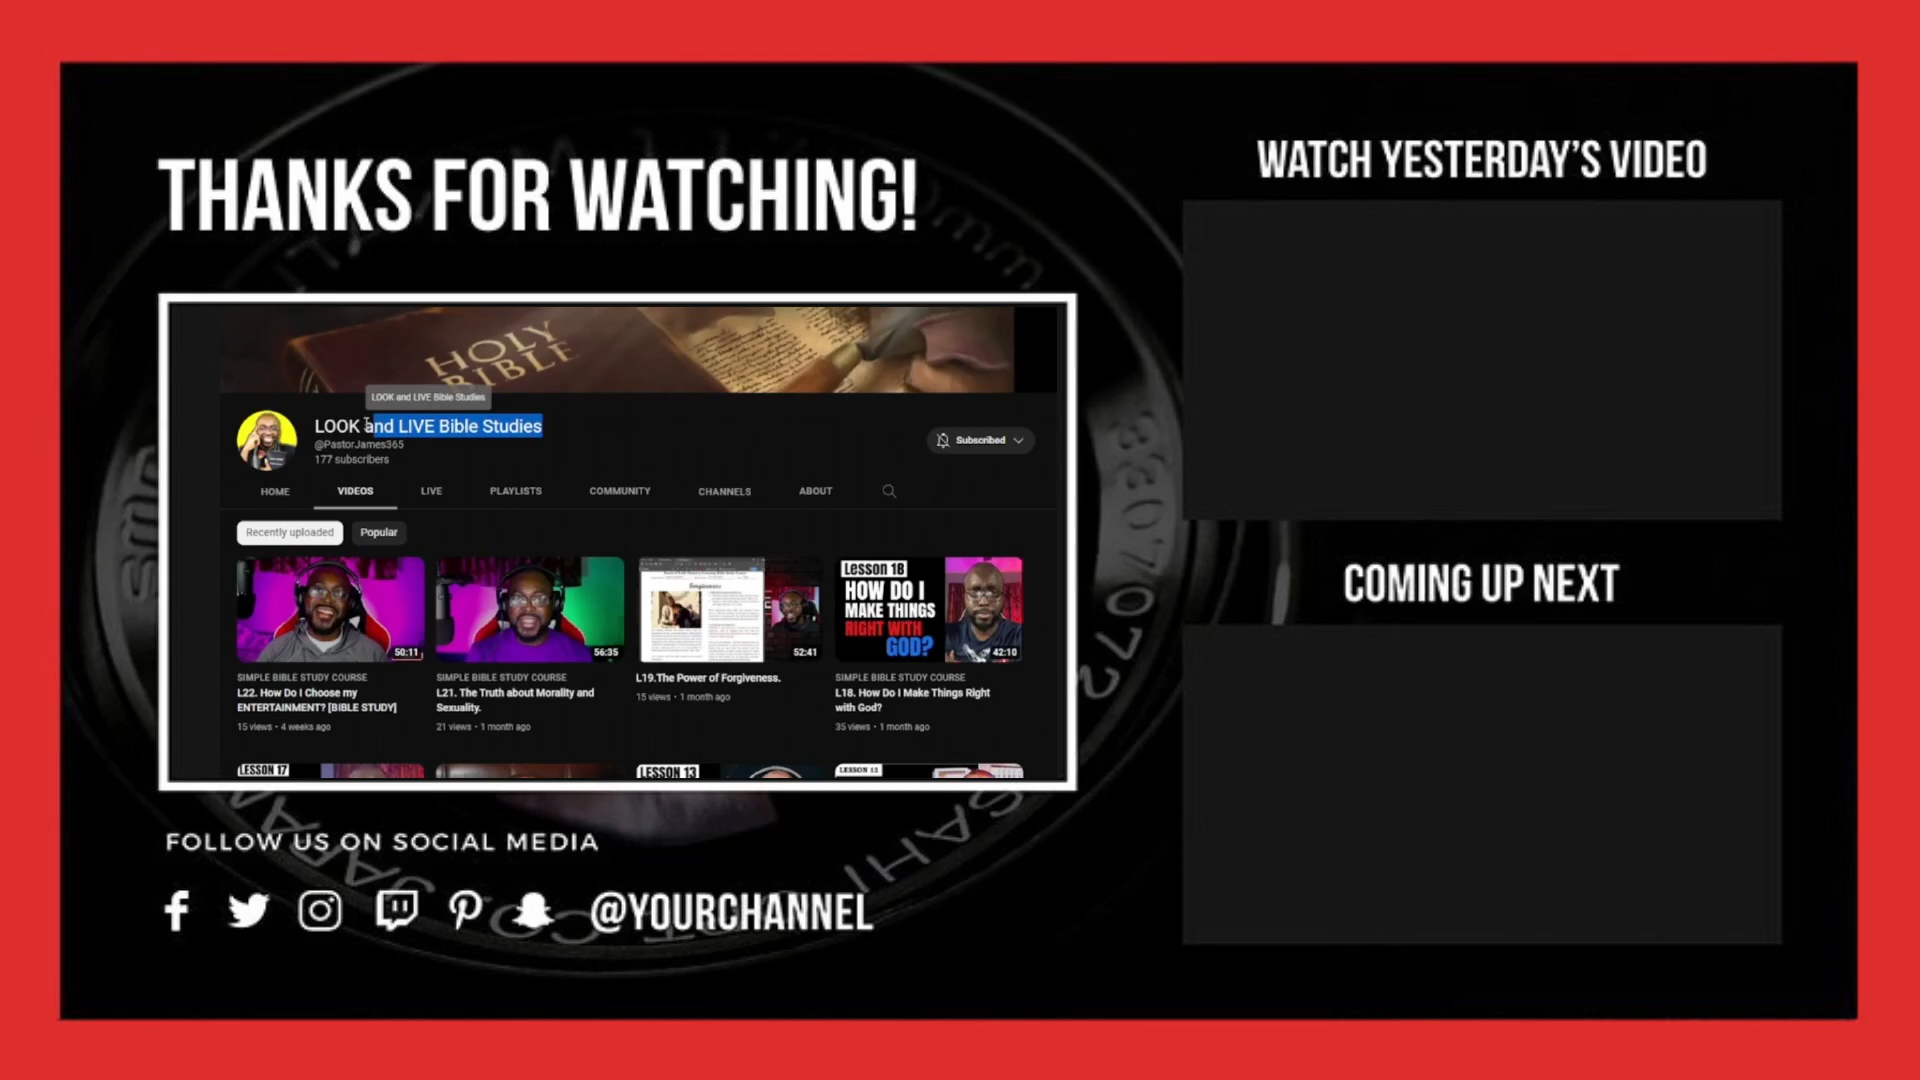 THANKS FOR WATCHING!
HOLY
BIBLE
LOOK and LIVE Bible Studies
LOOK and LIVE Bible Studies
@PastorJames365
177 subscribers
Subscribed
HOME VIDEOS LIVE PLAYLISTS COMMUNITY CHANNELS ABOUT
Recently uploaded Popular
50:11
56:35
Forgiveness
52:41
Lesson 18
HOW DO I
MAKE THINGS
RIGHT WITH
GOD?
42:10
SIMPLE BIBLE STUDY COURSE
L22. How Do I Choose my
ENTERTAINMENT? [BIBLE STUDY]
15 views • 4 weeks ago
SIMPLE BIBLE STUDY COURSE
L21. The Truth about Morality and
Sexuality.
21 views • 1 month ago
L19.The Power of Forgiveness.
15 views • 1 month ago
SIMPLE BIBLE STUDY COURSE
L18. How Do I Make Things Right
with God?
35 views • 1 month ago
LESSON 17
LESSON 13
LESSON 12
FOLLOW US ON SOCIAL MEDIA
@YOURCHANNEL
WATCH YESTERDAY'S VIDEO
COMING UP NEXT